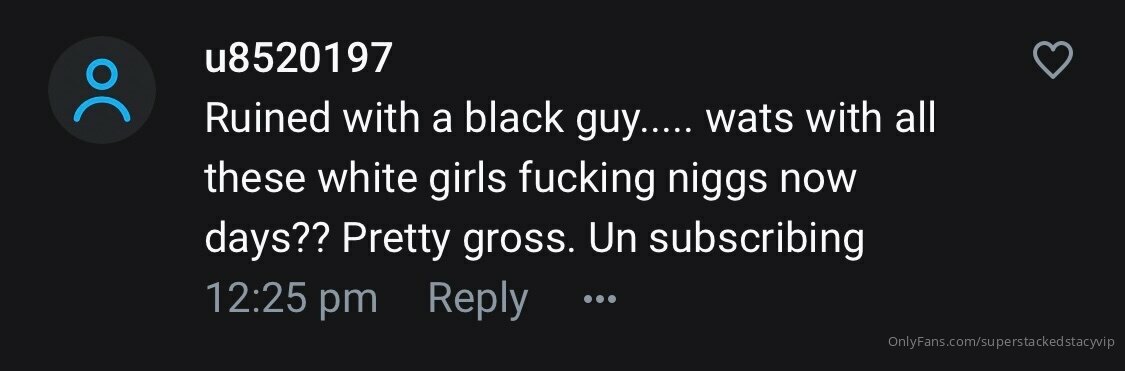 u8520197
Ruined with a black guy..... wats with all
these white girls fucking niggs now
days?? Pretty gross. Un subscribing
12:25 pm Reply •••
OnlyFans.com/superstackedstacyvip